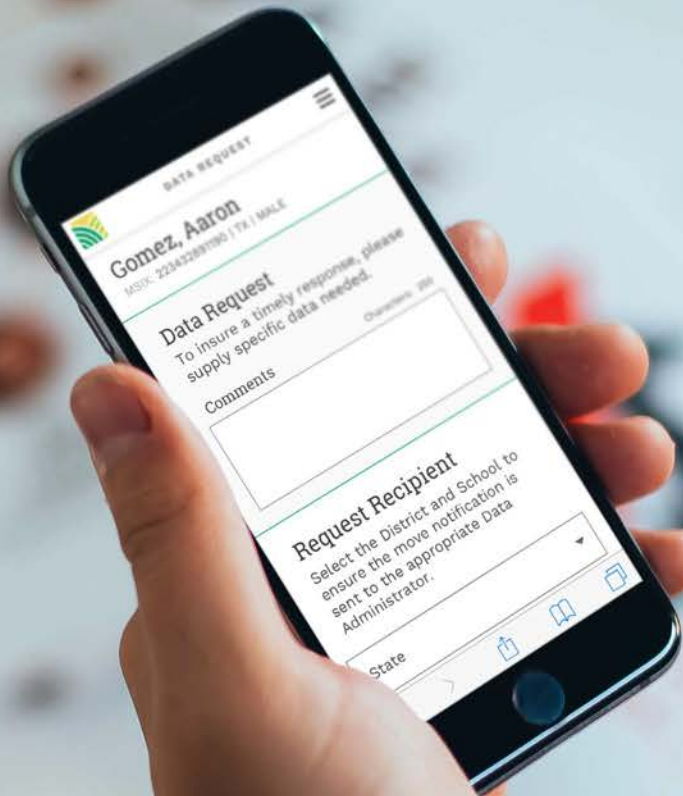 DATA REQUEST
Gomez, Aaron
MSIX: 223432891190 | TX | MALE
Data Request
To insure a timely response, please
supply specific data needed.
Characters: 250
Comments
Request Recipient
Select the District and School to
ensure the move notification is
sent to the appropriate Data
Administrator.
State